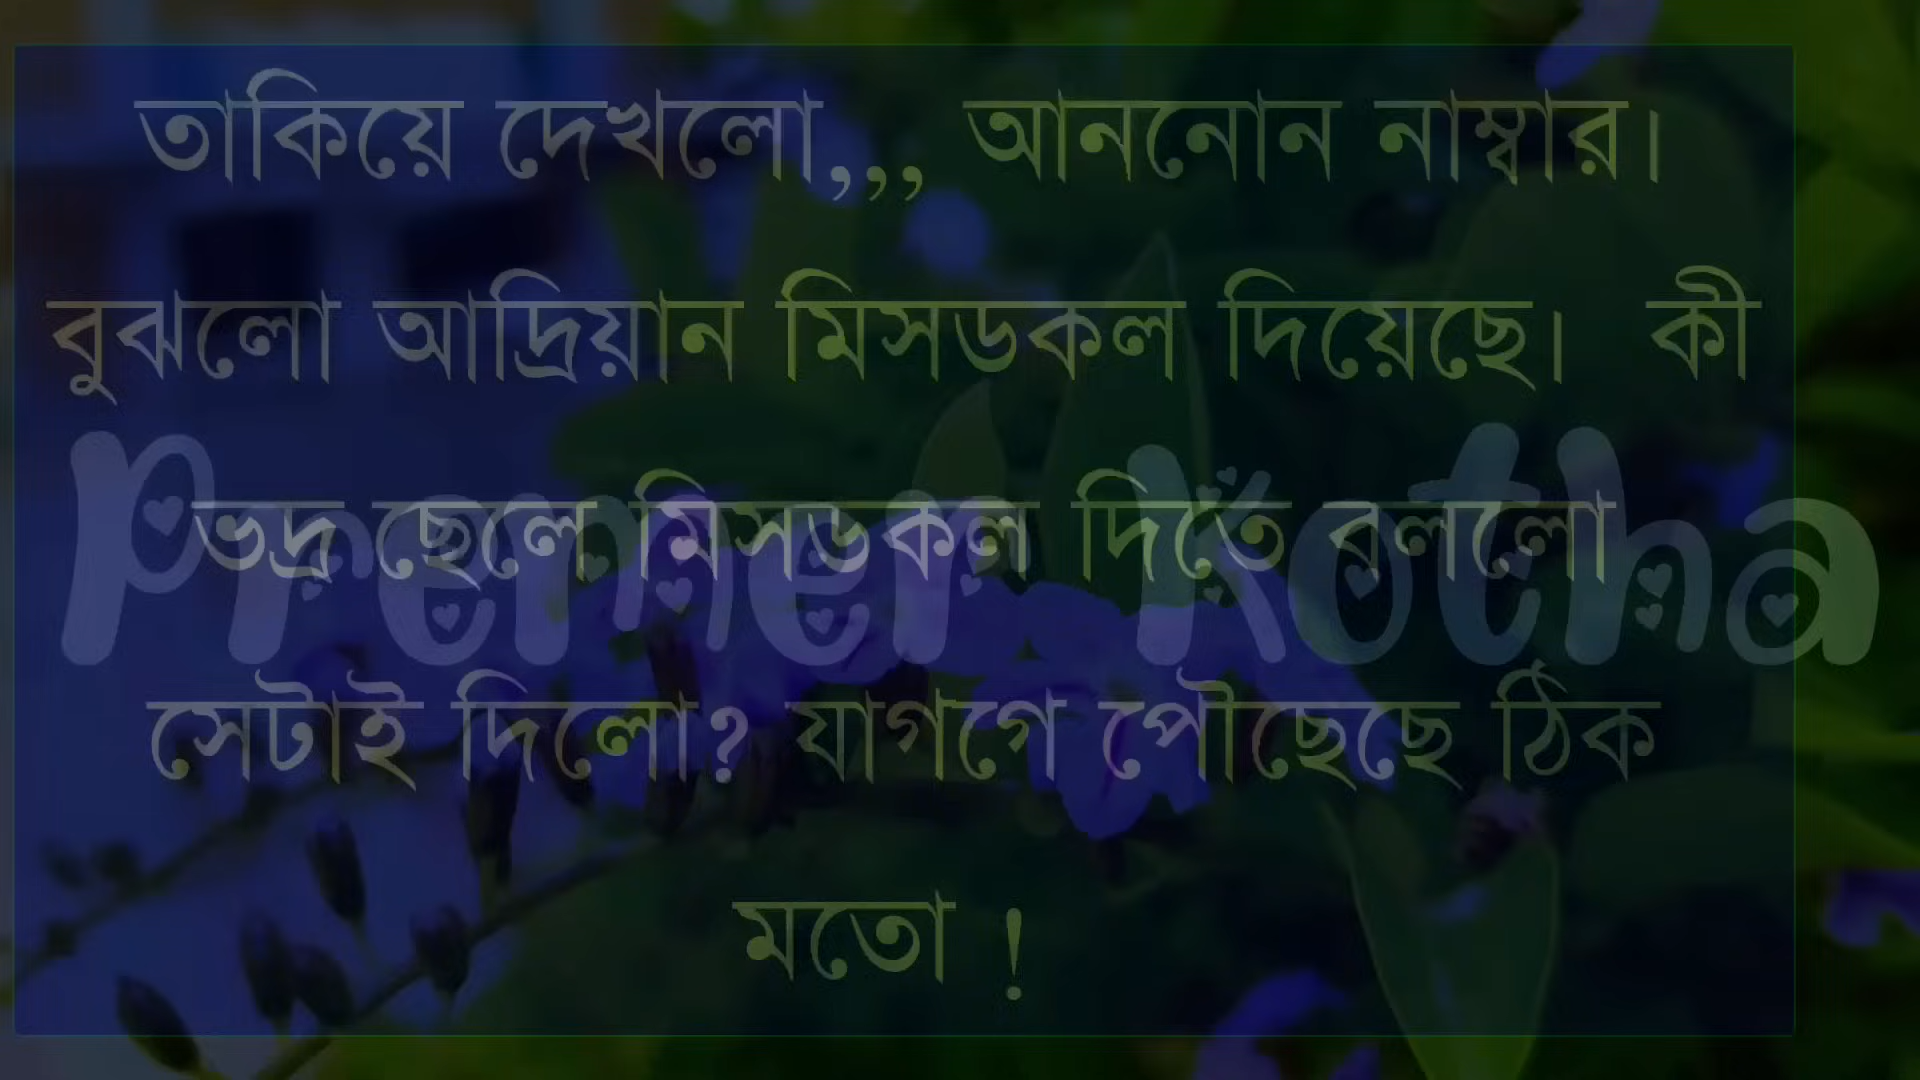 তাকিয়ে দেখলো,,, আননোন নাম্বার।
বুঝলো আদ্রিয়ান মিসডকল দিয়েছে। কী
ভদ্র ছেলে মিসডকল দিতে বললো
Premer Kotha
সেটাই দিলো? যাগগে পৌঁছেছে ঠিক
মতো !